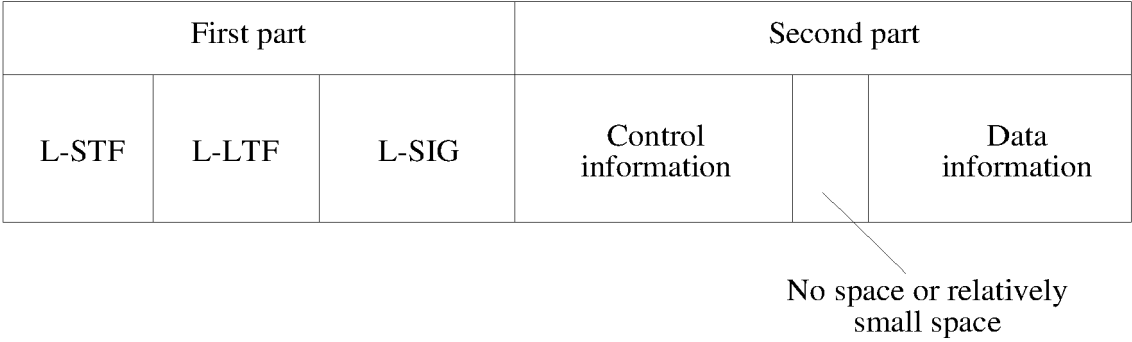 First part
Second part
L-STF
L-LTF
L-SIG
Control
information
Data
information
No space or relatively
small space